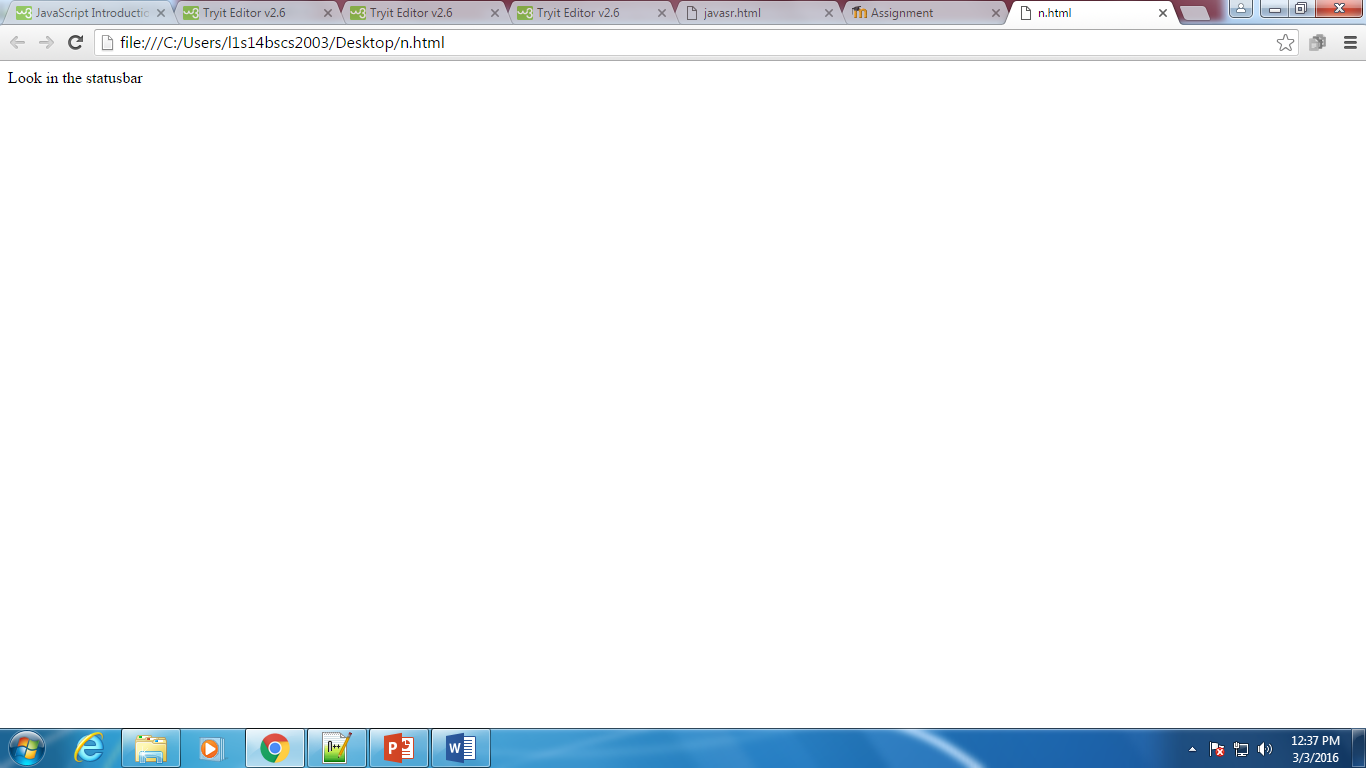 JavaScript Introductic
Tryit Editor v2.6
Tryit Editor v2.6
Tryit Editor v2.6
javasr.html
Assignment
n.html
file:///C:/Users/l1s14bscs2003/Desktop/n.html
Look in the statusbar
12:37 PM
3/3/2016